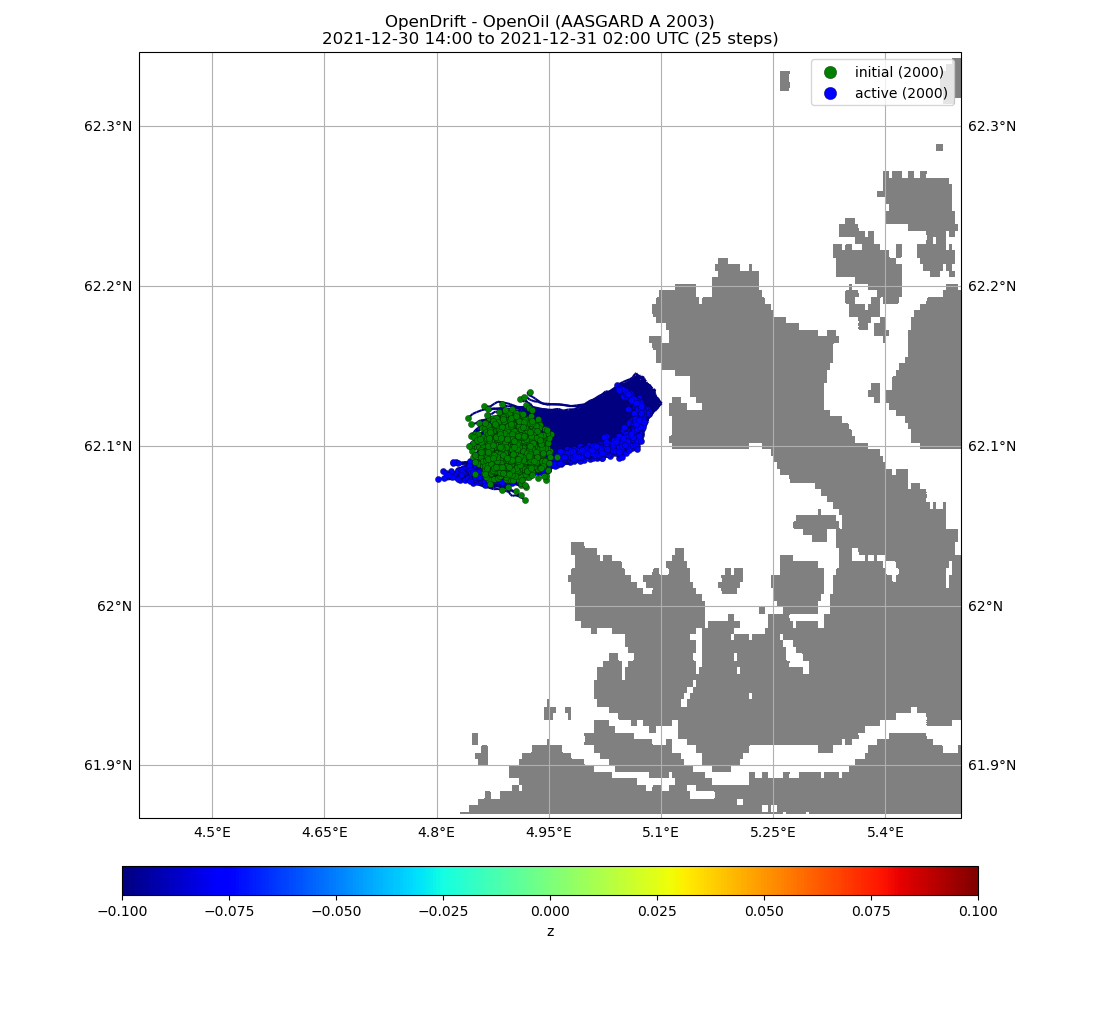 OpenDrift - OpenOil (AASGARD A 2003)
2021-12-30 14:00 to 2021-12-31 02:00 UTC (25 steps)
initial (2000)
active (2000)
62.3°N 62.3°N
62.2°N 62.2°N
62.1°N 62.1°N
62°N 62°N
61.9°N 61.9°N
4.5°E 4.65°E 4.8°E 4.95°E 5.1°E 5.25°E 5.4°E
−0.100 −0.075 −0.050 −0.025 0.000 0.025 0.050 0.075 0.100
z